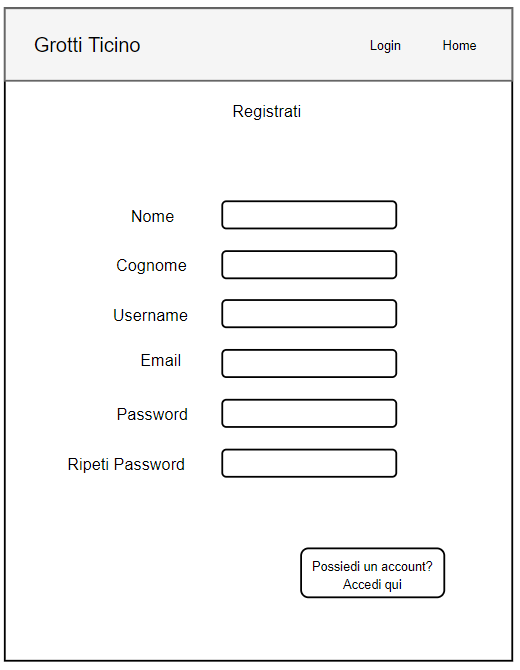 Grotti Ticino
Login
Home
Registrati
Nome
Cognome
Username
Email
Password
Ripeti Password
Possiedi un account?
Accedi qui